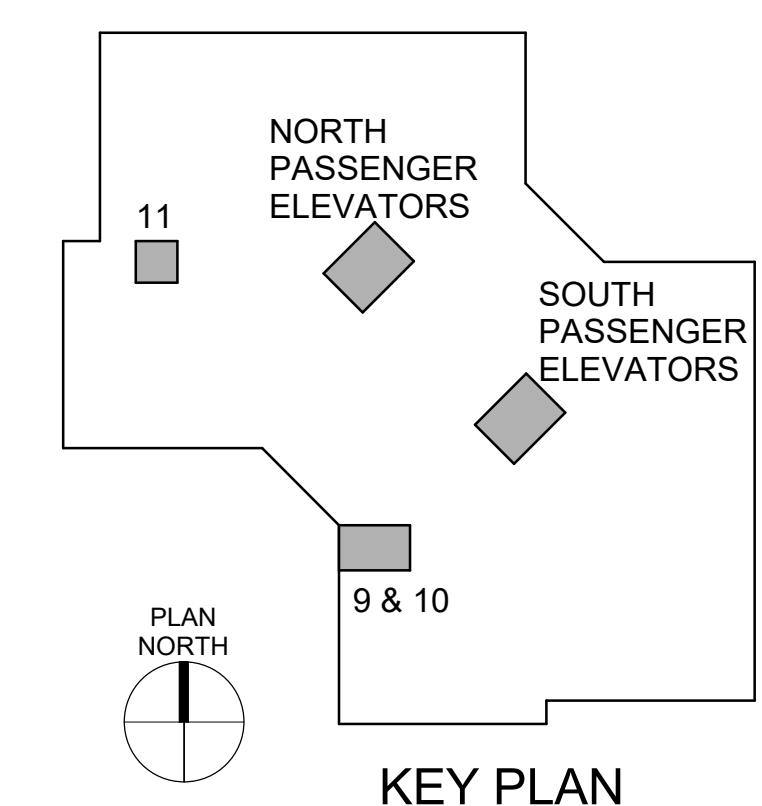 NORTH
PASSENGER
ELEVATORS
11
SOUTH
PASSENGER
ELEVATORS
9 & 10
PLAN
NORTH
KEY PLAN